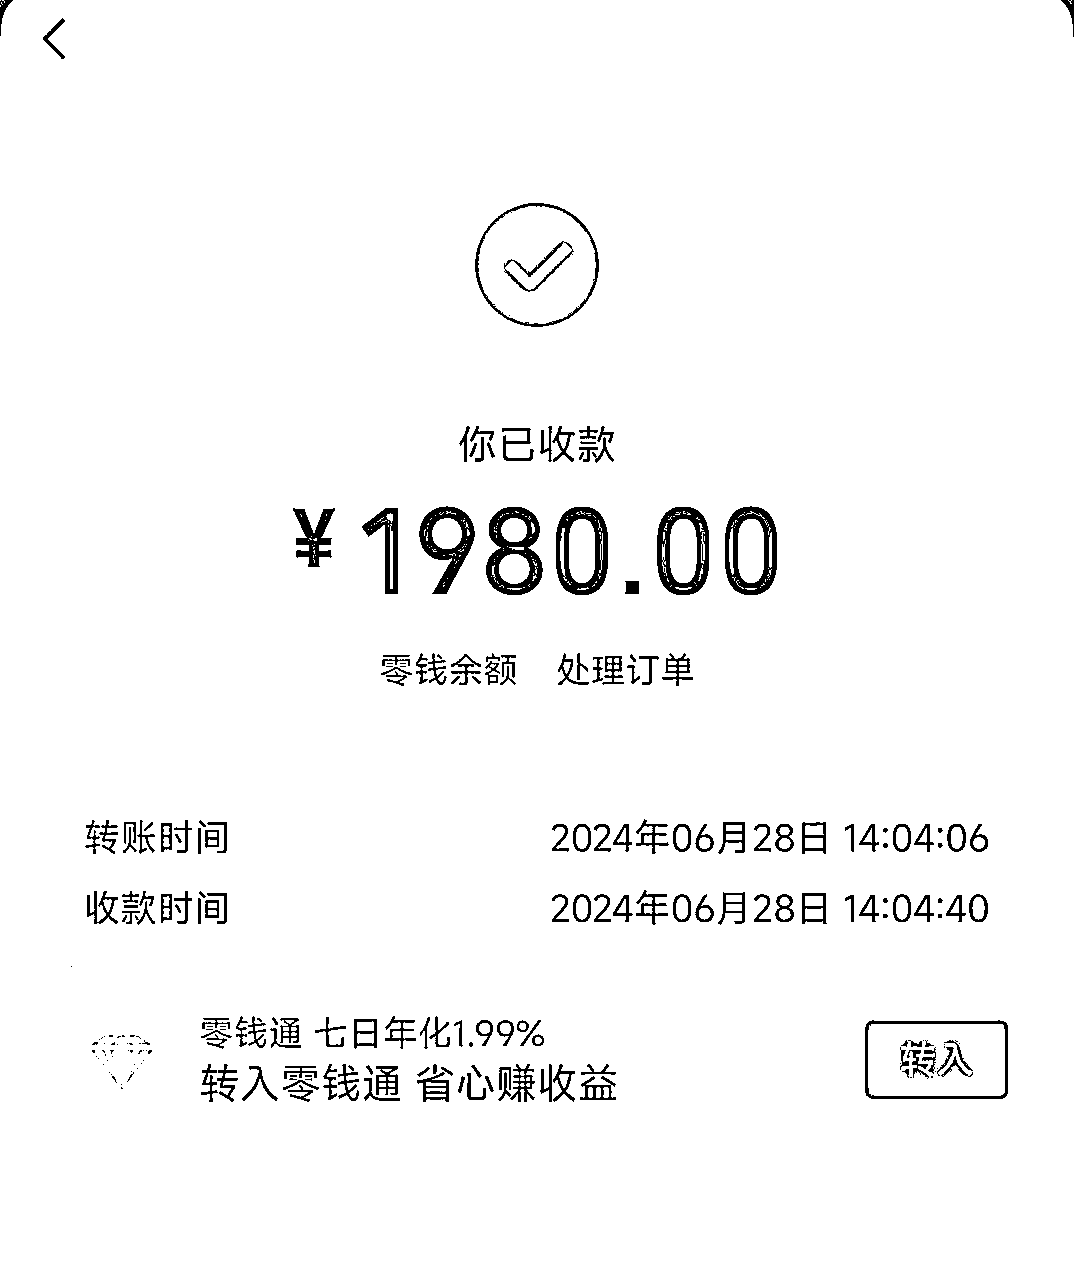 你已收款
¥1980.00
零钱余额 处理订单
转账时间 2024年06月28日 14:04:06
收款时间 2024年06月28日 14:04:40
零钱通 七日年化1.99%
转入零钱通 省心赚收益
转入